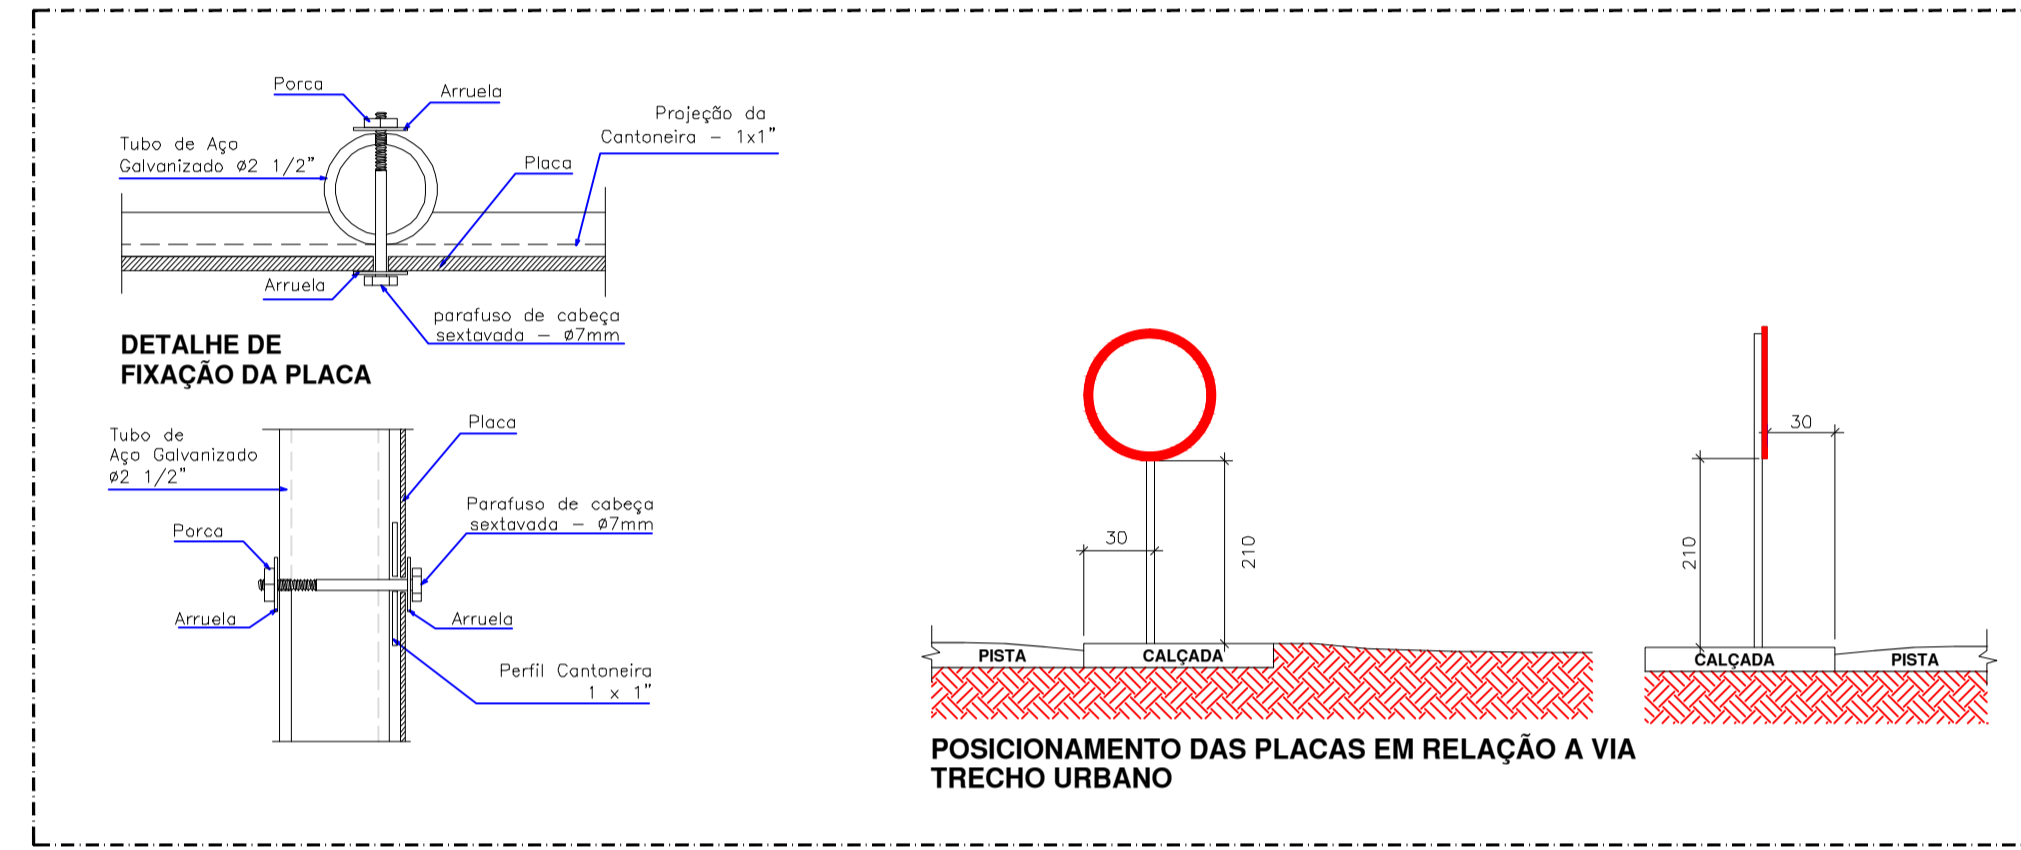 Porca
Arruela
Projeção da
Cantoneira - 1x1"
Tubo de Aço
Galvanizado ø2 1/2"
Placa
Arruela
parafuso de cabeça
sextavada - ø7mm
DETALHE DE
FIXAÇÃO DA PLACA
Tubo de
Aço Galvanizado
ø2 1/2"
Placa
Parafuso de cabeça
sextavada - ø7mm
Porca
Arruela
Arruela
Perfil Cantoneira
1 x 1"
30
210
PISTA
CALÇADA
30
210
CALÇADA
PISTA
POSICIONAMENTO DAS PLACAS EM RELAÇÃO A VIA
TRECHO URBANO